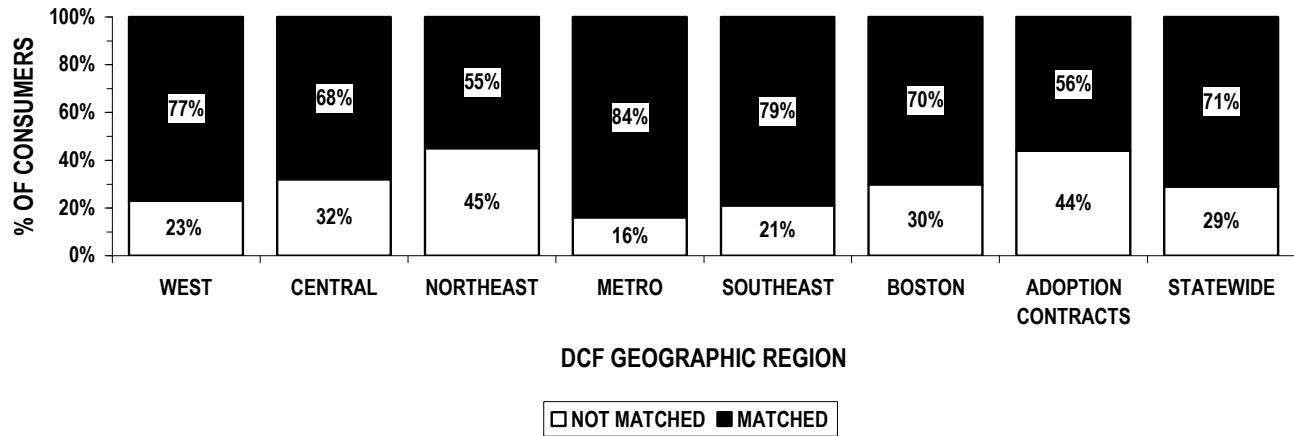 100%
80%
60%
40%
20%
0%
% OF CONSUMERS
77%
68%
55%
84%
79%
70%
56%
71%
23%
32%
45%
16%
21%
30%
44%
29%
WEST
CENTRAL
NORTHEAST
METRO
SOUTHEAST
BOSTON
ADOPTION
CONTRACTS
STATEWIDE
DCF GEOGRAPHIC REGION
NOT MATCHED MATCHED